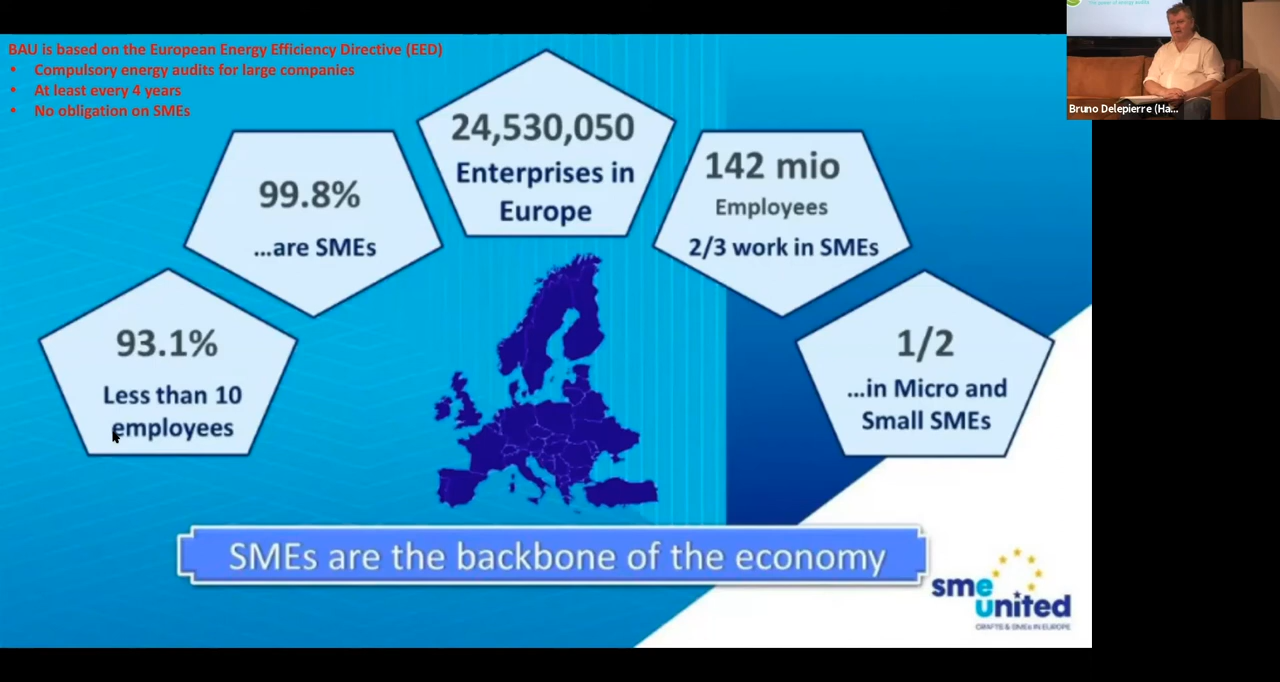 BAU is based on the European Energy Efficiency Directive (EED)
• Compulsory energy audits for large companies
• At least every 4 years
• No obligation on SMEs
24,530,050
Enterprises in
Europe
99.8%
...are SMEs
142 mio
Employees
2/3 work in SMEs
93.1%
Less than 10
employees
1/2
...in Micro and
Small SMEs
SMEs are the backbone of the economy
sme
united
CRAFTS & SMEs IN EUROPE
Bruno Delepierre (Ha...